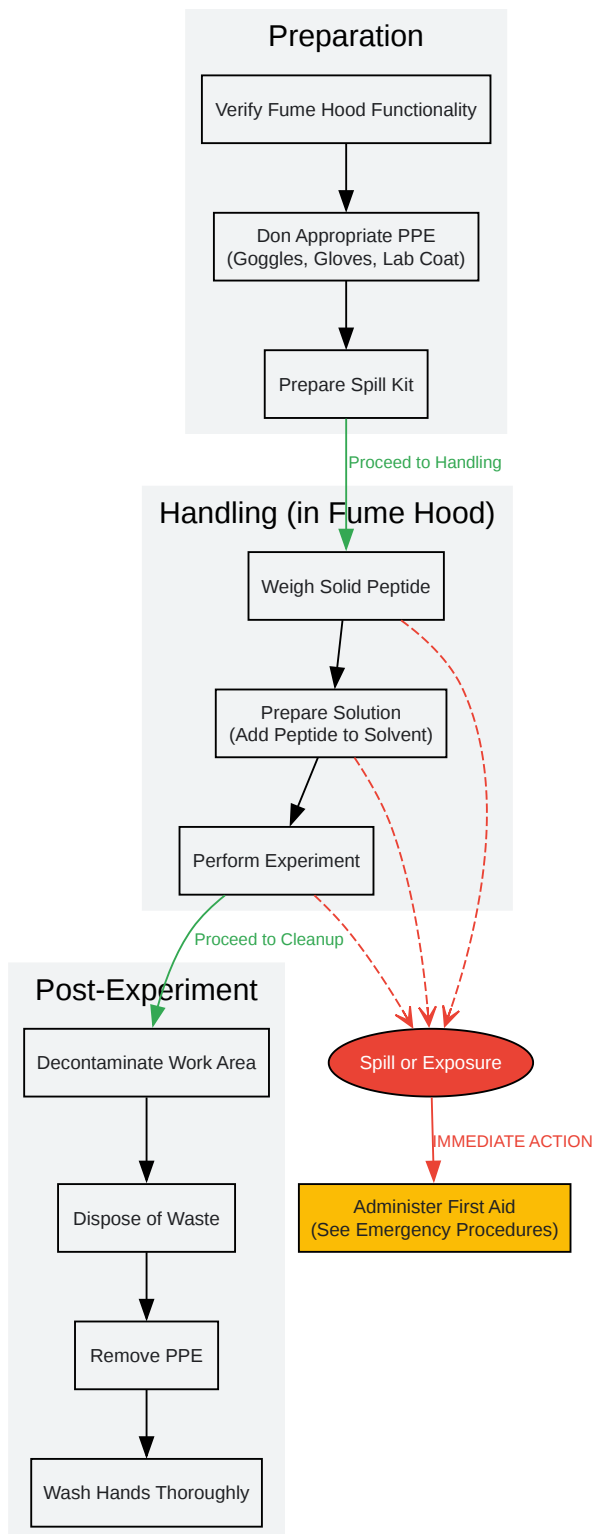 Preparation
Verify Fume Hood Functionality
Don Appropriate PPE
(Goggles, Gloves, Lab Coat)
Prepare Spill Kit
Proceed to Handling
Handling (in Fume Hood)
Weigh Solid Peptide
Prepare Solution
(Add Peptide to Solvent)
Perform Experiment
Proceed to Cleanup
Post-Experiment
Decontaminate Work Area
Spill or Exposure
IMMEDIATE ACTION
Dispose of Waste
Administer First Aid
(See Emergency Procedures)
Remove PPE
Wash Hands Thoroughly